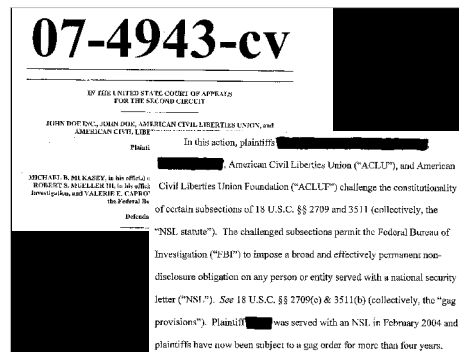 07-4943-cv
IN THE UNITED STATE COURT OF APPEALS
FOR THE SECOND CIRCUIT
JOHN DOE INC., JOHN DOE, AMERICAN CIVIL LIBERTIES UNION, and
AMERICAN CIVIL LIBE
Plainti
MICHAEL B. MUKASEY, in his official c
ROBERT S. MUELLER III, in his offici
Investigation, and VALERIE E. CAPRO
the Federal Bu
Defenda
In this action, plaintiffs
, American Civil Liberties Union ("ACLU"), and American
Civil Liberties Union Foundation ("ACLUF") challenge the constitutionality
of certain subsections of 18 U.S.C. §§ 2709 and 3511 (collectively, the
"NSL statute"). The challenged subsections permit the Federal Bureau of
Investigation ("FBI") to impose a broad and effectively permanent non-
disclosure obligation on any person or entity served with a national security
letter ("NSL"). See 18 U.S.C. §§ 2709(c) & 3511(b) (collectively, the "gag
provisions"). Plaintiff was served with an NSL in February 2004 and
plaintiffs have now been subject to a gag order for more than four years.